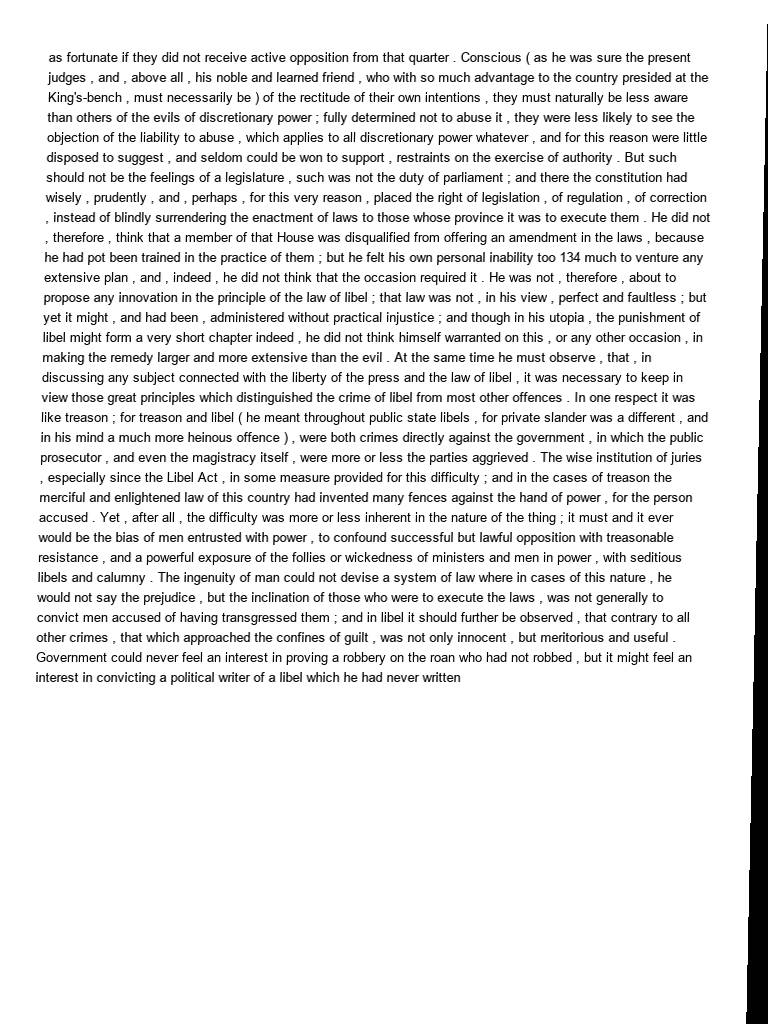 as fortunate if they did not receive active opposition from that quarter . Conscious ( as he was sure the present
judges , and , above all , his noble and learned friend , who with so much advantage to the country presided at the
King's-bench , must necessarily be ) of the rectitude of their own intentions , they must naturally be less aware
than others of the evils of discretionary power ; fully determined not to abuse it , they were less likely to see the
objection of the liability to abuse , which applies to all discretionary power whatever , and for this reason were little
disposed to suggest , and seldom could be won to support , restraints on the exercise of authority . But such
should not be the feelings of a legislature , such was not the duty of parliament ; and there the constitution had
wisely , prudently , and , perhaps , for this very reason , placed the right of legislation , of regulation , of correction
, instead of blindly surrendering the enactment of laws to those whose province it was to execute them . He did not
, therefore , think that a member of that House was disqualified from offering an amendment in the laws , because
he had pot been trained in the practice of them ; but he felt his own personal inability too 134 much to venture any
extensive plan , and , indeed , he did not think that the occasion required it . He was not , therefore , about to
propose any innovation in the principle of the law of libel ; that law was not , in his view , perfect and faultless ; but
yet it might , and had been , administered without practical injustice ; and though in his utopia , the punishment of
libel might form a very short chapter indeed , he did not think himself warranted on this , or any other occasion , in
making the remedy larger and more extensive than the evil . At the same time he must observe , that , in
discussing any subject connected with the liberty of the press and the law of libel , it was necessary to keep in
view those great principles which distinguished the crime of libel from most other offences . In one respect it was
like treason ; for treason and libel ( he meant throughout public state libels , for private slander was a different , and
in his mind a much more heinous offence ) , were both crimes directly against the government , in which the public
prosecutor , and even the magistracy itself , were more or less the parties aggrieved . The wise institution of juries
, especially since the Libel Act , in some measure provided for this difficulty ; and in the cases of treason the
merciful and enlightened law of this country had invented many fences against the hand of power , for the person
accused . Yet , after all , the difficulty was more or less inherent in the nature of the thing ; it must and it ever
would be the bias of men entrusted with power , to confound successful but lawful opposition with treasonable
resistance , and a powerful exposure of the follies or wickedness of ministers and men in power , with seditious
libels and calumny . The ingenuity of man could not devise a system of law where in cases of this nature , he
would not say the prejudice , but the inclination of those who were to execute the laws , was not generally to
convict men accused of having transgressed them ; and in libel it should further be observed , that contrary to all
other crimes , that which approached the confines of guilt , was not only innocent , but meritorious and useful .
Government could never feel an interest in proving a robbery on the roan who had not robbed , but it might feel an
interest in convicting a political writer of a libel which he had never written